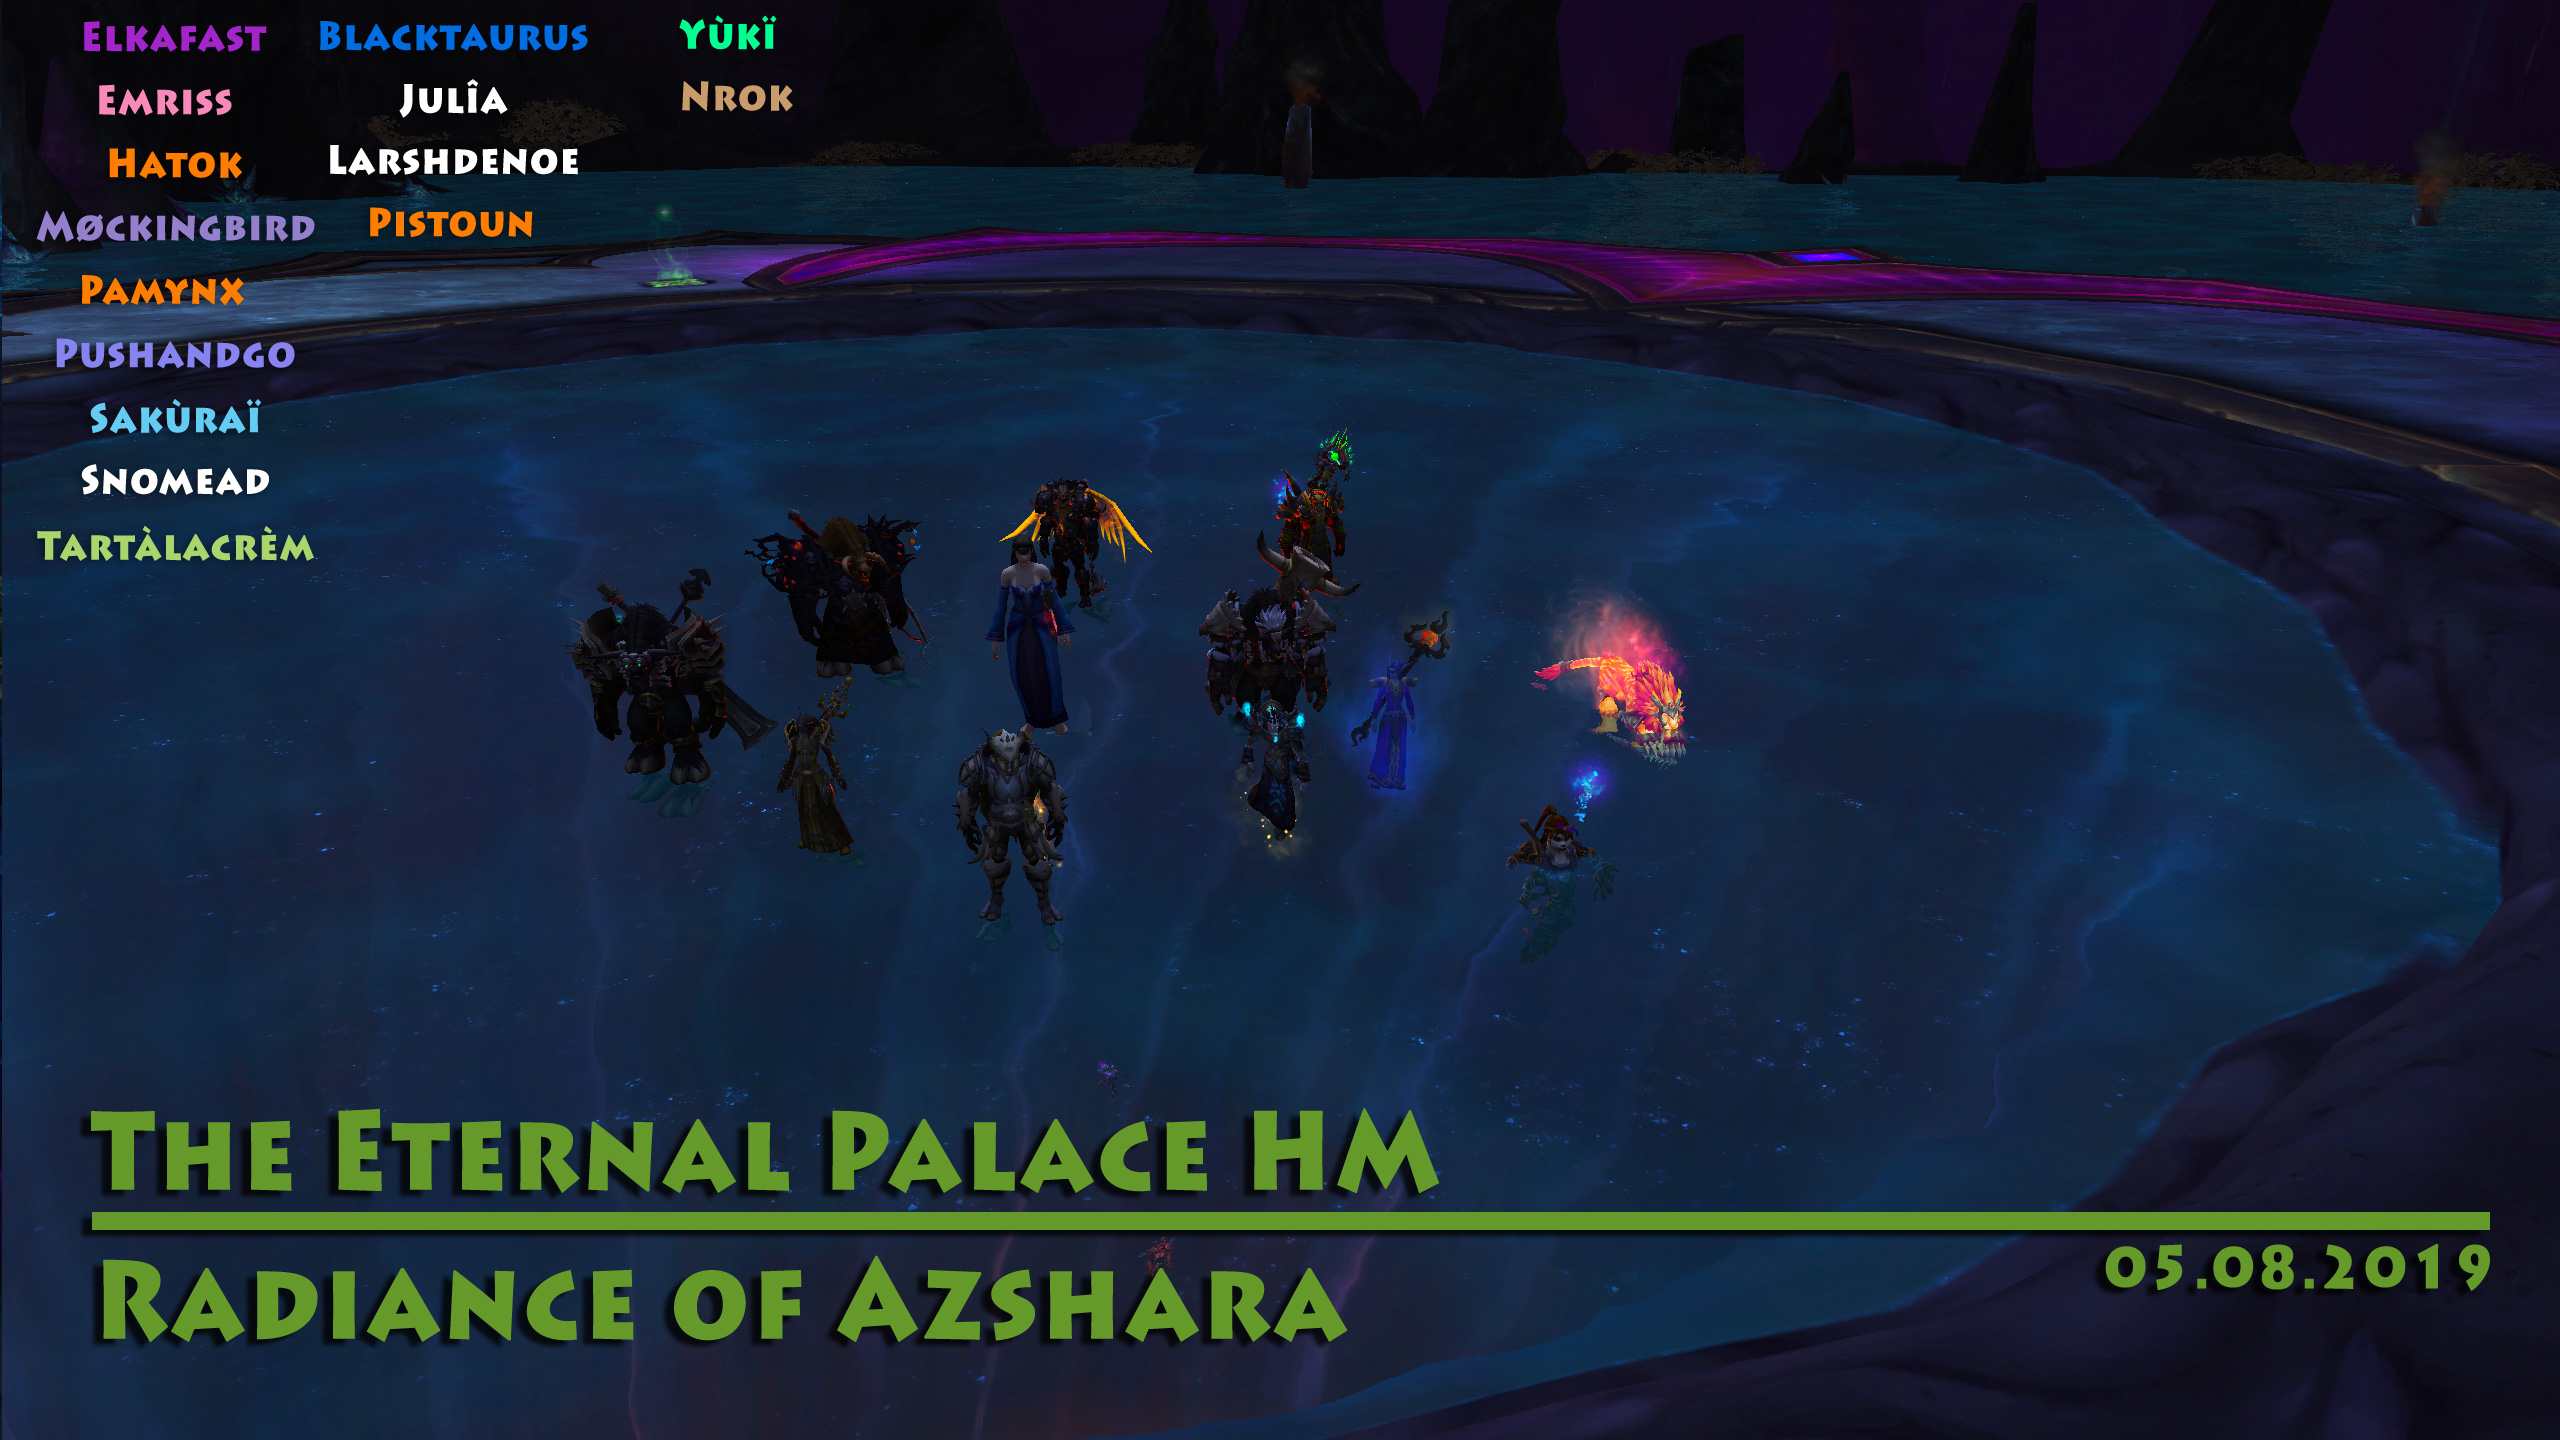 Elkafast
Emriss
Hatok
Møckingbird
Pamynx
Pushandgo
Sakùraï
Snomead
Tartàlacrèm
Blacktaurus
Julîa
Larshdenoe
Pistoun
Yùkï
Nrok
The Eternal Palace HM
Radiance of Azshara
05.08.2019